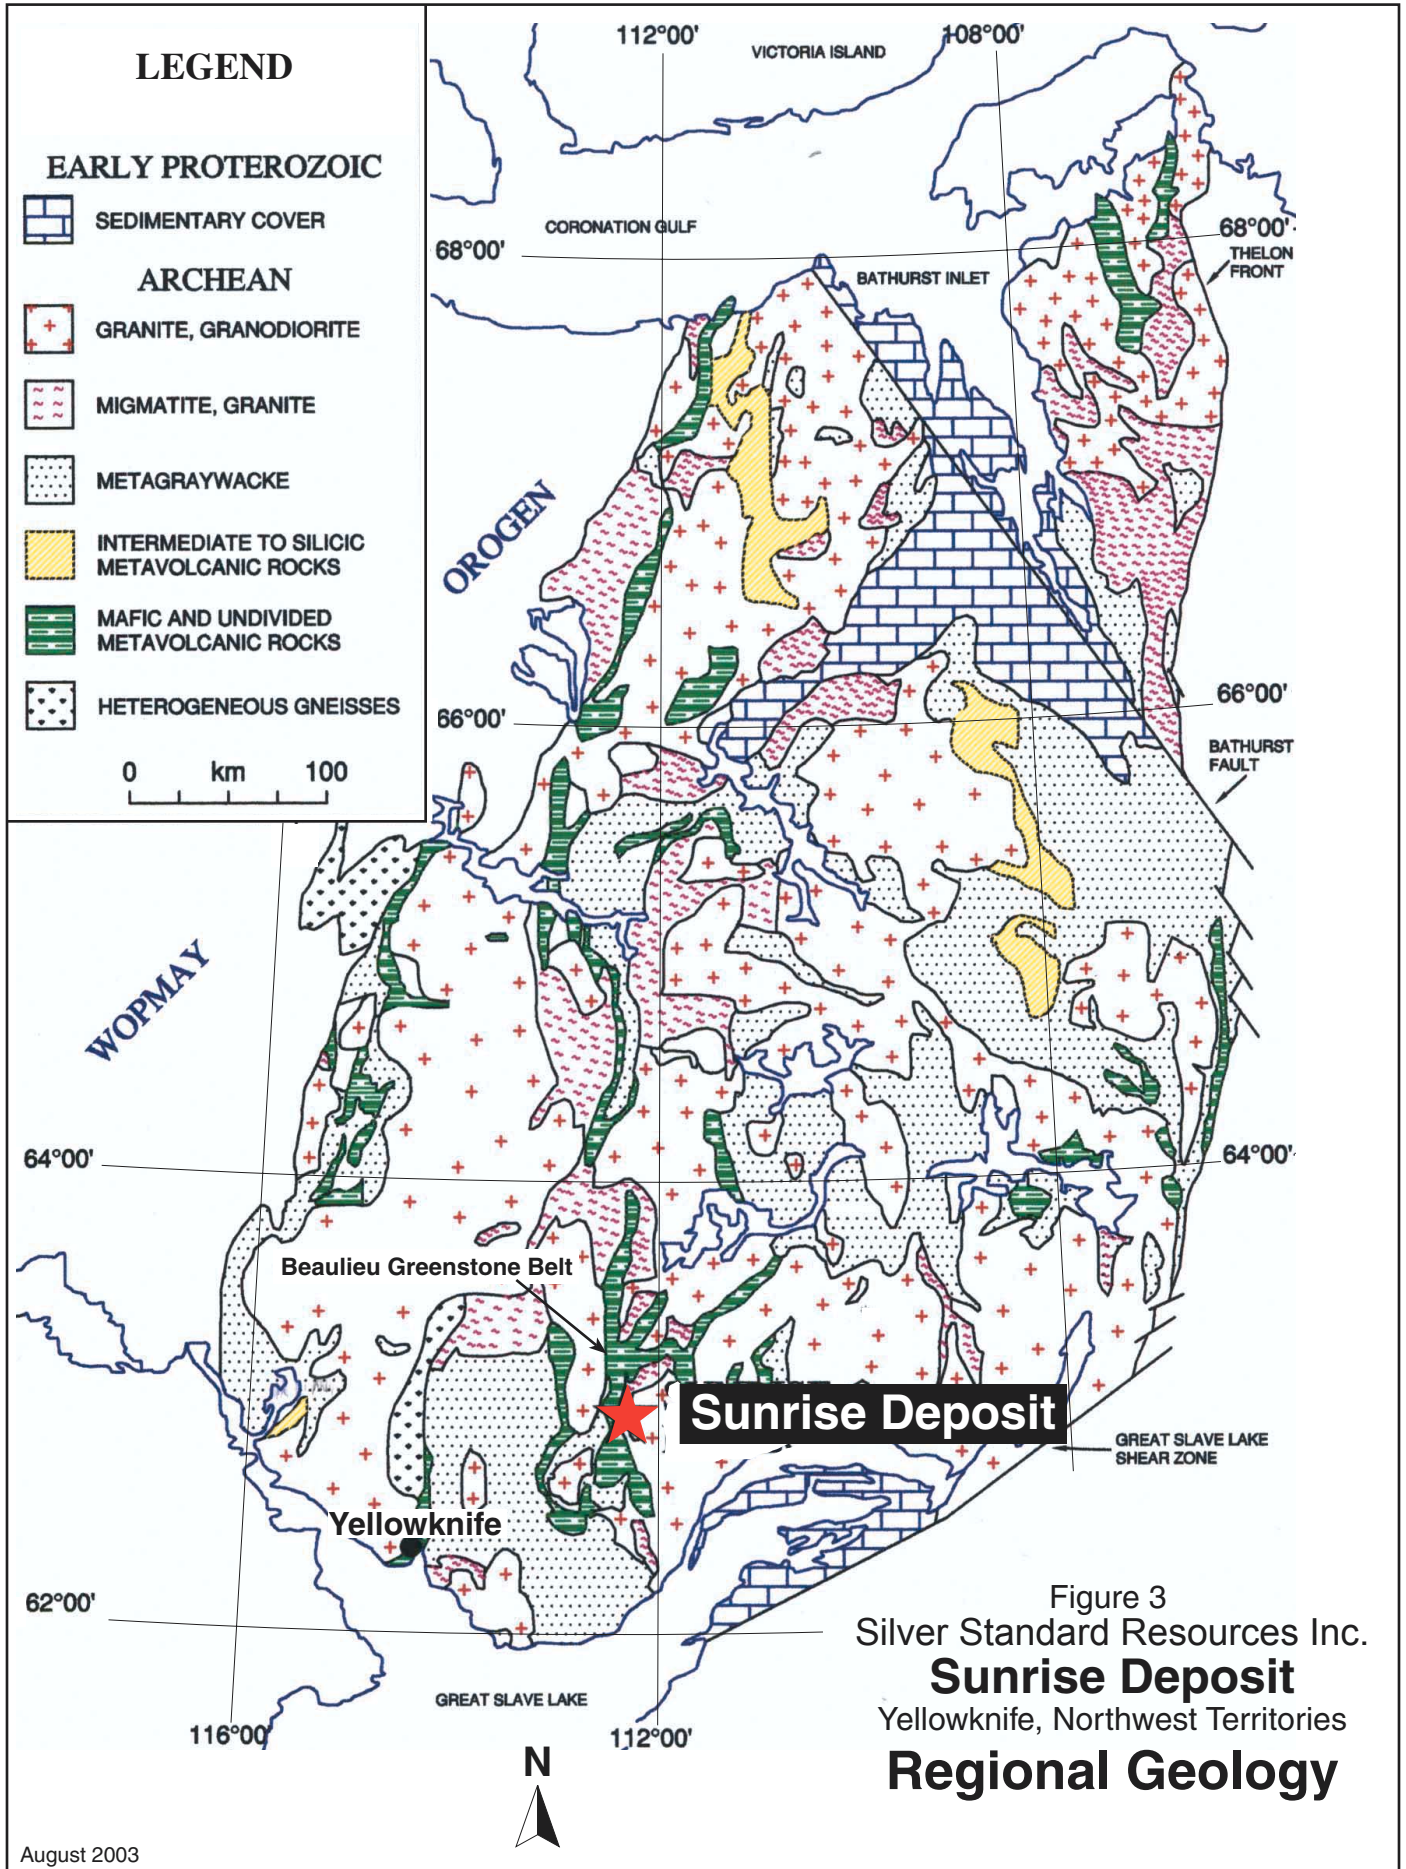 LEGEND
EARLY PROTEROZOIC
SEDIMENTARY COVER
ARCHEAN
GRANITE, GRANODIORITE
MIGMATITE, GRANITE
METAGRAYWACKE
INTERMEDIATE TO SILICIC
METAVOLCANIC ROCKS
MAFIC AND UNDIVIDED
METAVOLCANIC ROCKS
HETEROGENEOUS GNEISSES
0 km 100
112°00'
108°00'
VICTORIA ISLAND
CORONATION GULF
68°00'
68°00'
THELON
FRONT
BATHURST INLET
OROGEN
66°00'
66°00'
BATHURST
FAULT
WOPMAY
64°00'
64°00'
Beaulieu Greenstone Belt
Sunrise Deposit
GREAT SLAVE LAKE
SHEAR ZONE
Yellowknife
62°00'
GREAT SLAVE LAKE
116°00'
112°00'
N
Figure 3
Silver Standard Resources Inc.
Sunrise Deposit
Yellowknife, Northwest Territories
Regional Geology
August 2003